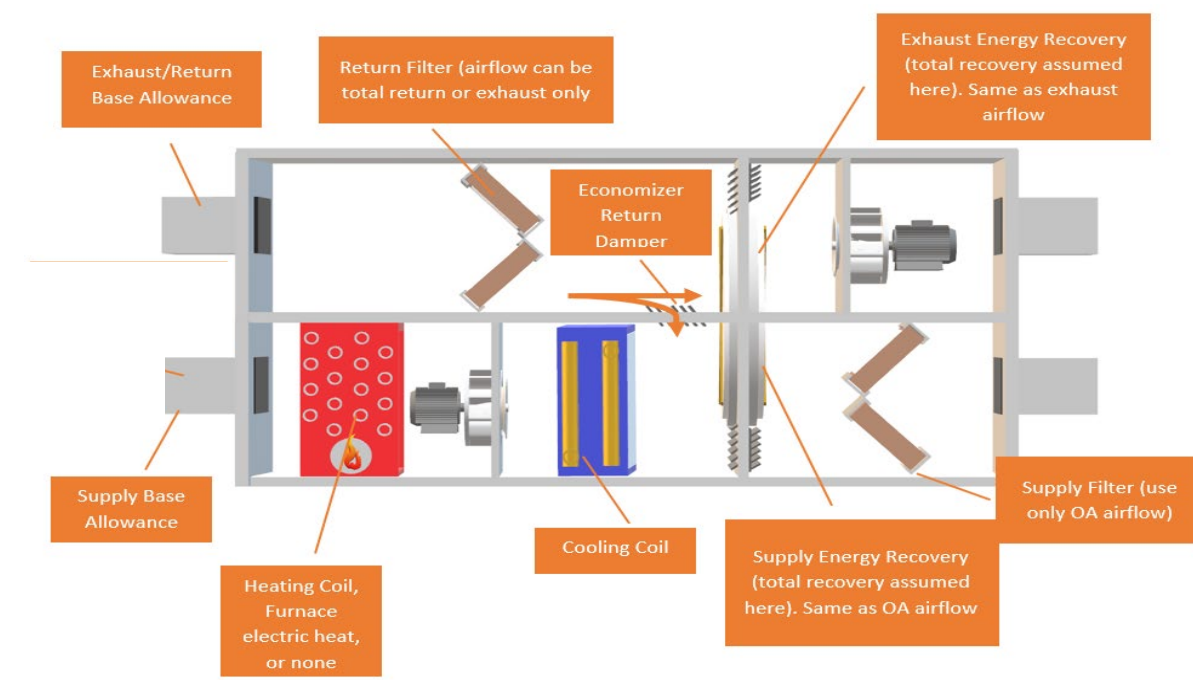 Exhaust/Return
Base Allowance
Return Filter (airflow can be
total return or exhaust only
Exhaust Energy Recovery
(total recovery assumed
here). Same as exhaust
airflow
Economizer
Return
Damper
Supply Base
Allowance
Heating Coil,
Furnace
electric heat,
or none
Cooling Coil
Supply Energy Recovery
(total recovery assumed
here). Same as OA airflow
Supply Filter (use
only OA airflow)